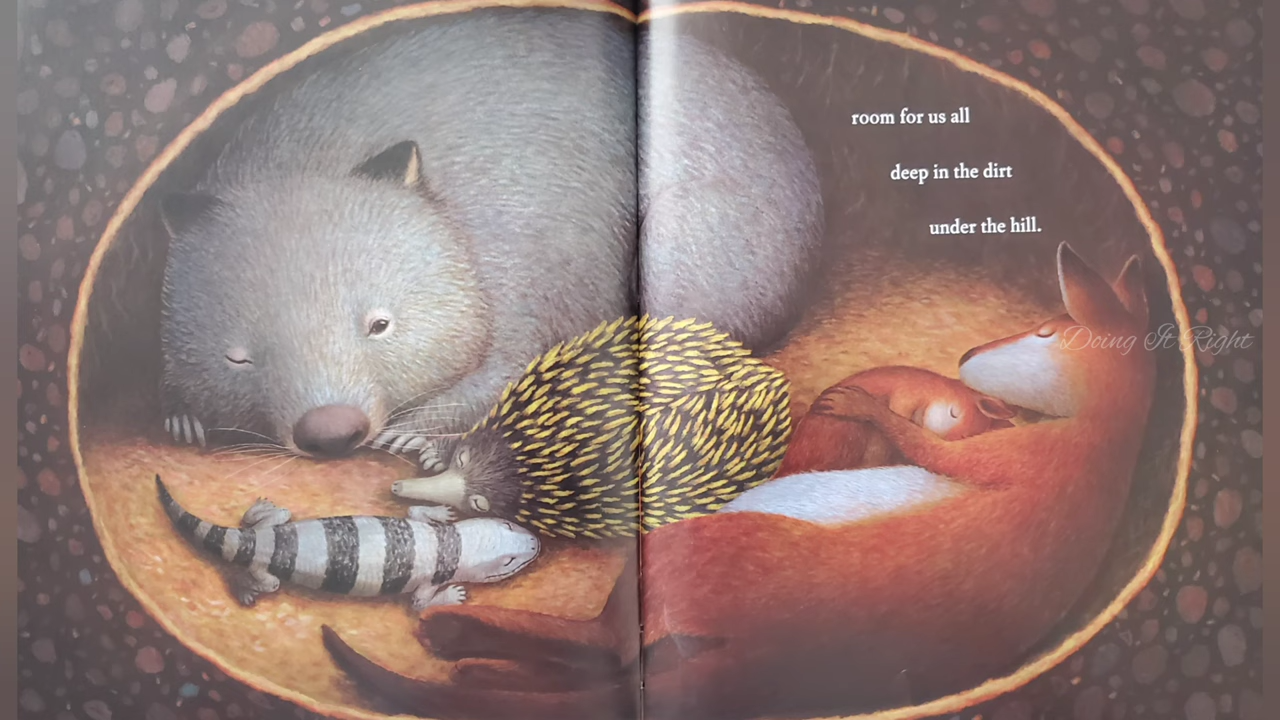 room for us all
deep in the dirt
under the hill.
Doing It Right